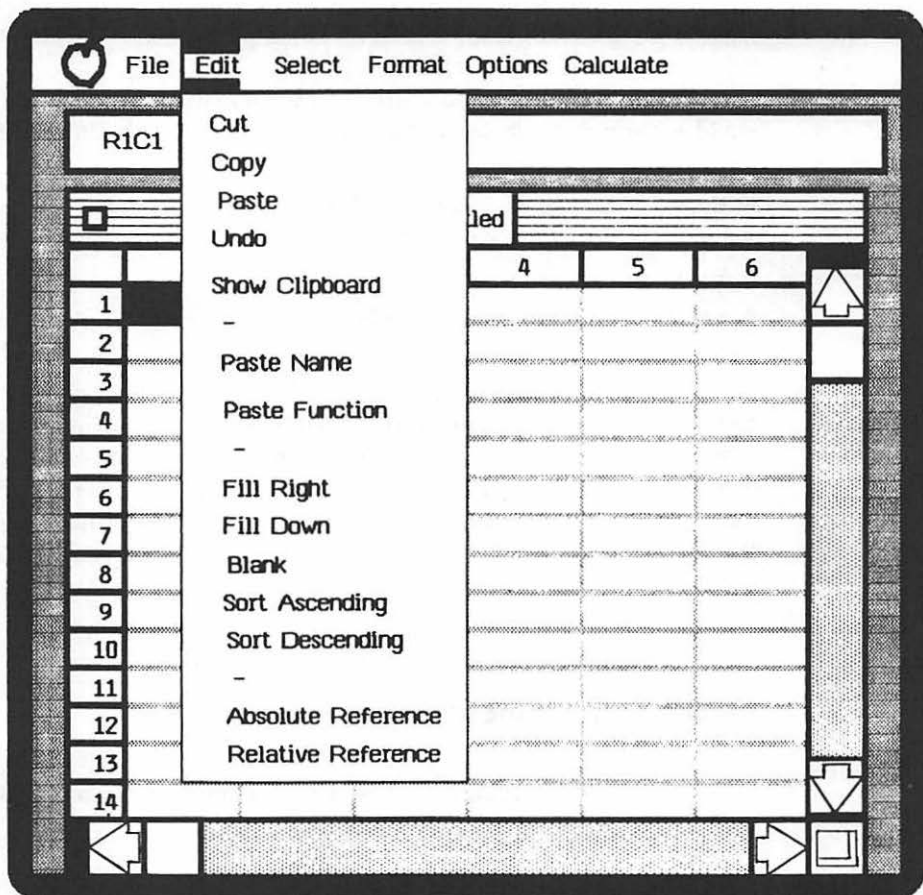 File Edit Select Format Options Calculate
R1C1
Cut
Copy
Paste
Undo
led
4 5 6
Show Clipboard
1
–
2
Paste Name
3
Paste Function
4
–
5
Fill Right
6
Fill Down
7
Blank
8
Sort Ascending
9
Sort Descending
10
–
11
Absolute Reference
12
Relative Reference
13
14